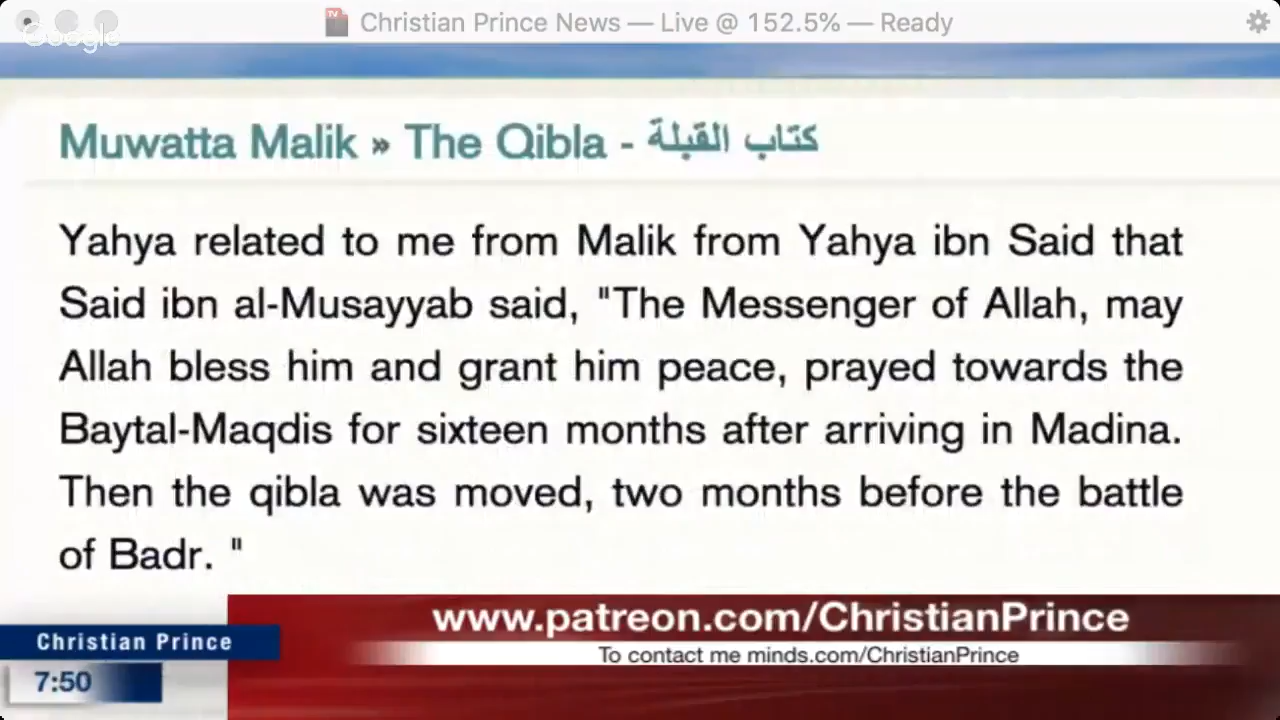 Christian Prince News — Live @ 152.5% — Ready
Google
Muwatta Malik » The Qibla - كتاب القبلة
Yahya related to me from Malik from Yahya ibn Said that
Said ibn al-Musayyab said, "The Messenger of Allah, may
Allah bless him and grant him peace, prayed towards the
Baytal-Maqdis for sixteen months after arriving in Madina.
Then the qibla was moved, two months before the battle
of Badr. "
www.patreon.com/ChristianPrince
Christian Prince
To contact me minds.com/ChristianPrince
7:50